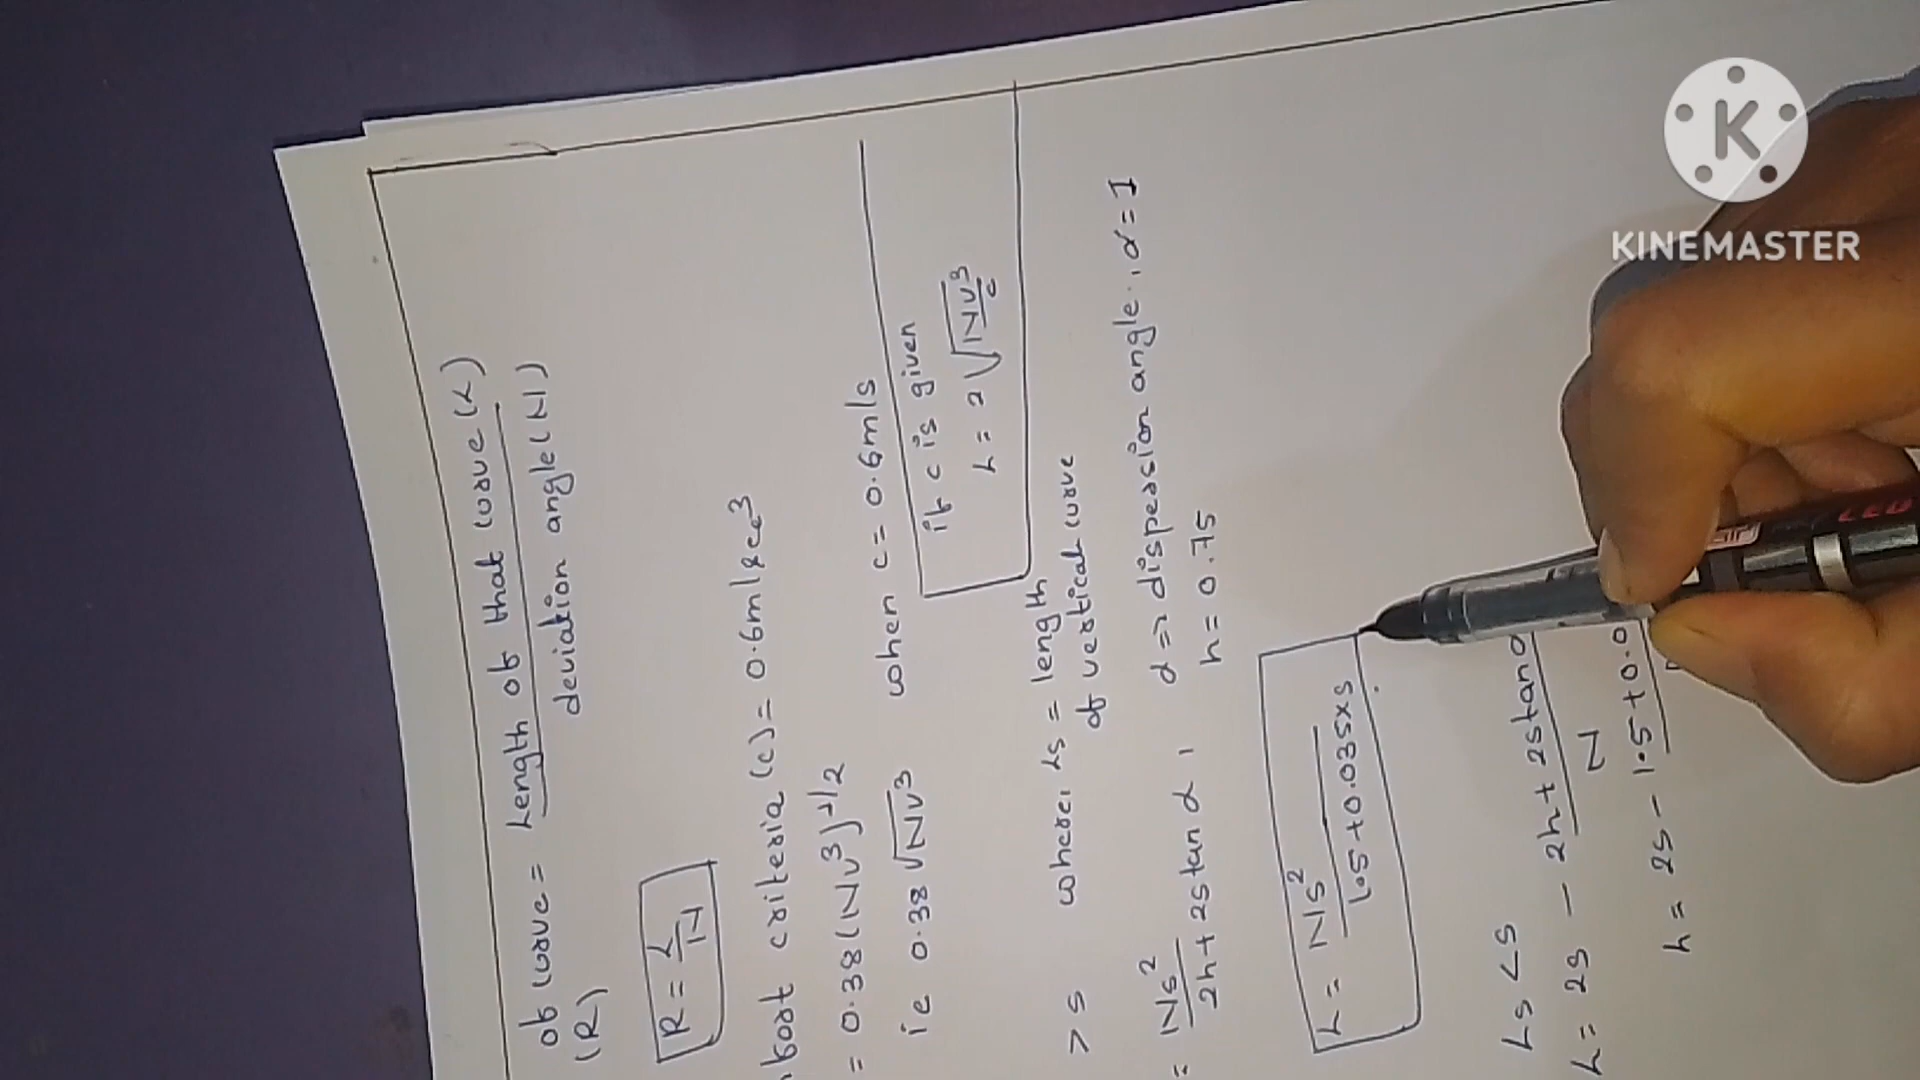 of curve = Length of that curve (L)
(R) deviation angle (N)
R = L/N
fort criteria (c) = 0.6m/sec³
= 0.38 (Nv³)^1/2
ie 0.38 √Nv³ when c = 0.6m/s
if c is given
L = 2 √Nv³/c
> S where, Ls = length
of vertical curve
= NS²/2h + 2s tan α , α => dispersion angle, α = 1
h = 0.75
L = NS²/1.5 + 0.035xs
Ls < S
L = 2S - 2h + 2s tan α/N
L = 2S - 1.5 + 0.0
KINEMASTER